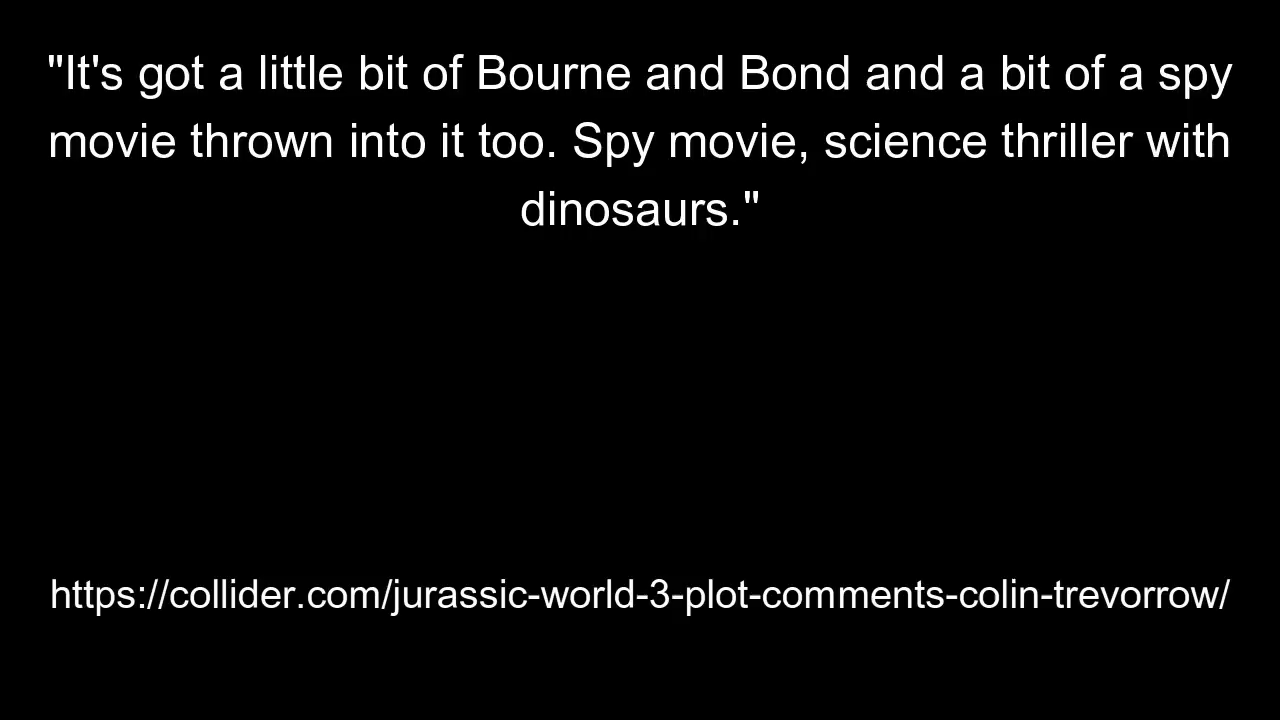 "It's got a little bit of Bourne and Bond and a bit of a spy
movie thrown into it too. Spy movie, science thriller with
dinosaurs."
https://collider.com/jurassic-world-3-plot-comments-colin-trevorrow/